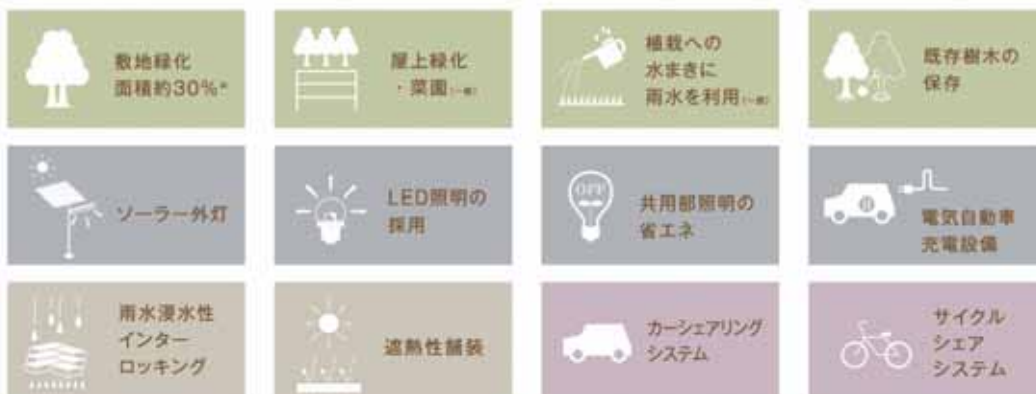 敷地緑化
面積約30%*
屋上緑化
・菜園(一部)
植栽への
水まきに
雨水を利用(一部)
既存樹木の
保存
ソーラー外灯
LED照明の
採用
OFF
共用部照明の
省エネ
電気自動車
充電設備
雨水浸水性
インター
ロッキング
遮熱性舗装
カーシェアリング
システム
サイクル
シェア
システム